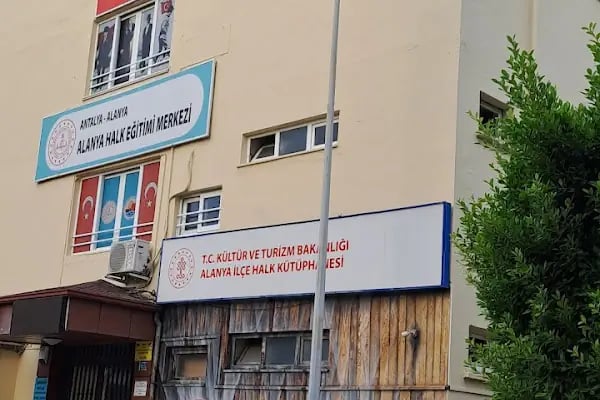 ANTALYA - ALANYA
ALANYA HALK EĞİTİMİ MERKEZİ
T.C. KÜLTÜR VE TURİZM BAKANLIĞI
ALANYA İLÇE HALK KÜTÜPHANESİ